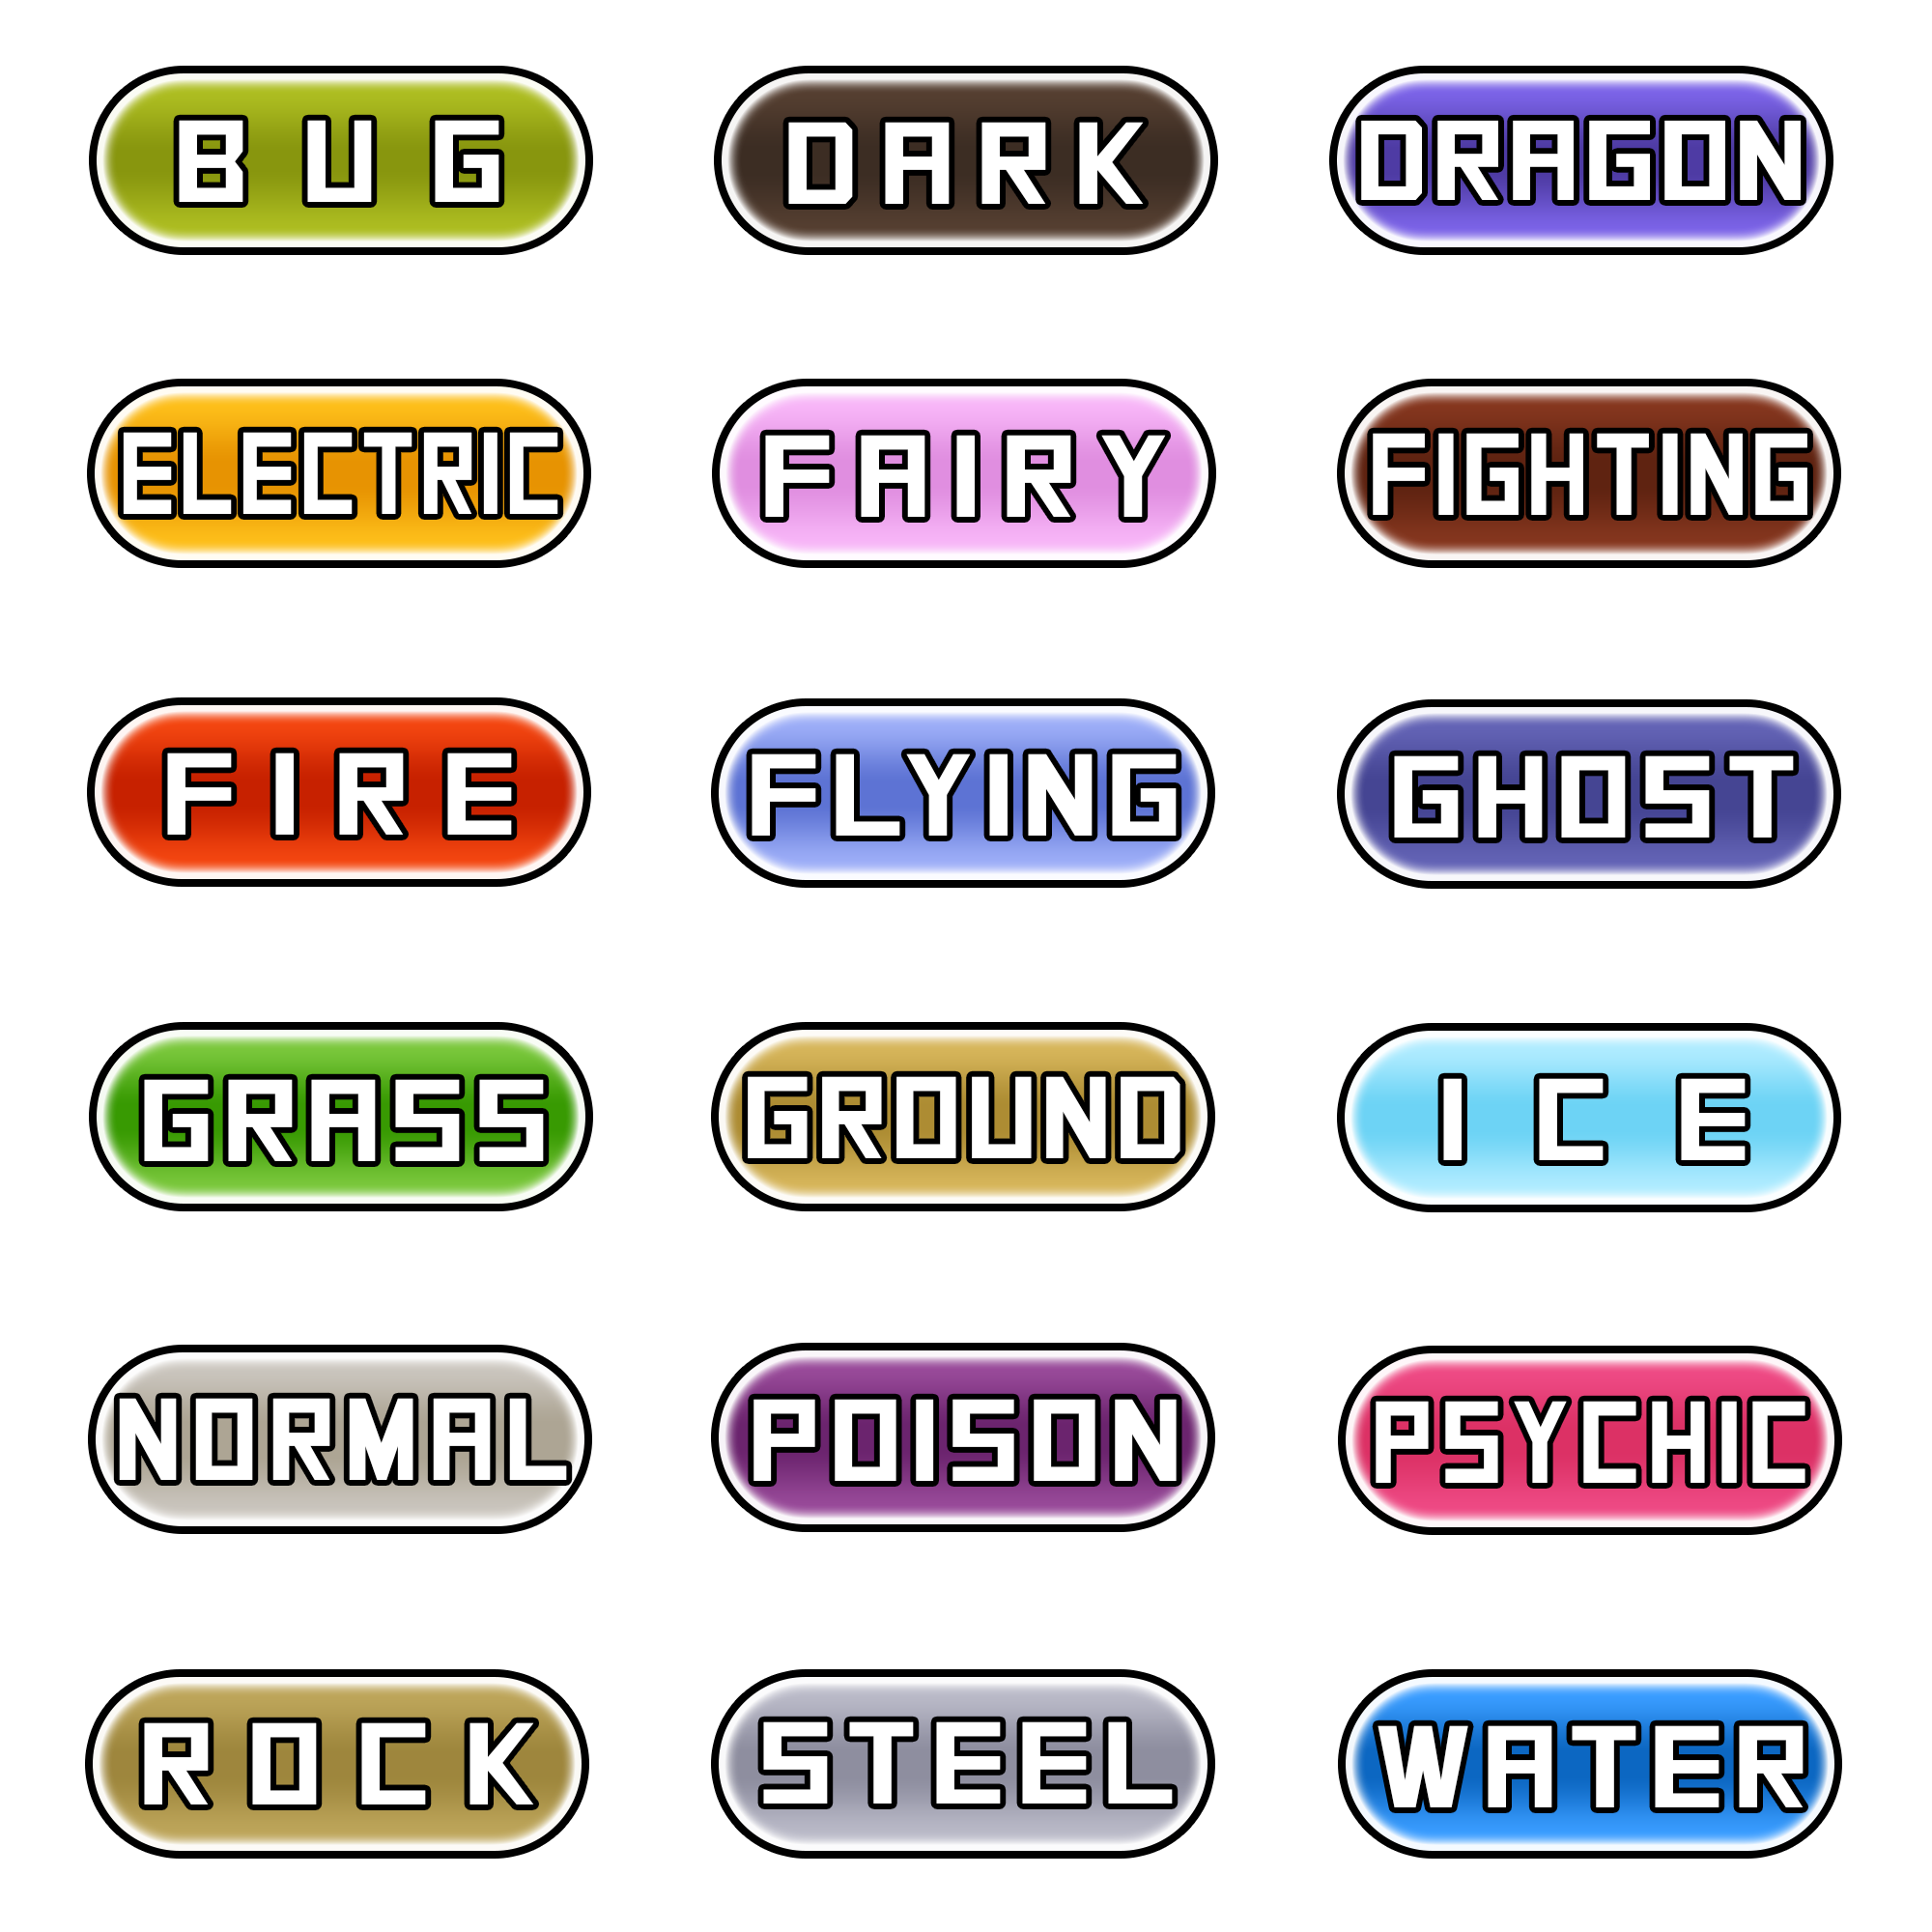 BUG DARK DRAGON
ELECTRIC FAIRY FIGHTING
FIRE FLYING GHOST
GRASS GROUND ICE
NORMAL POISON PSYCHIC
ROCK STEEL WATER